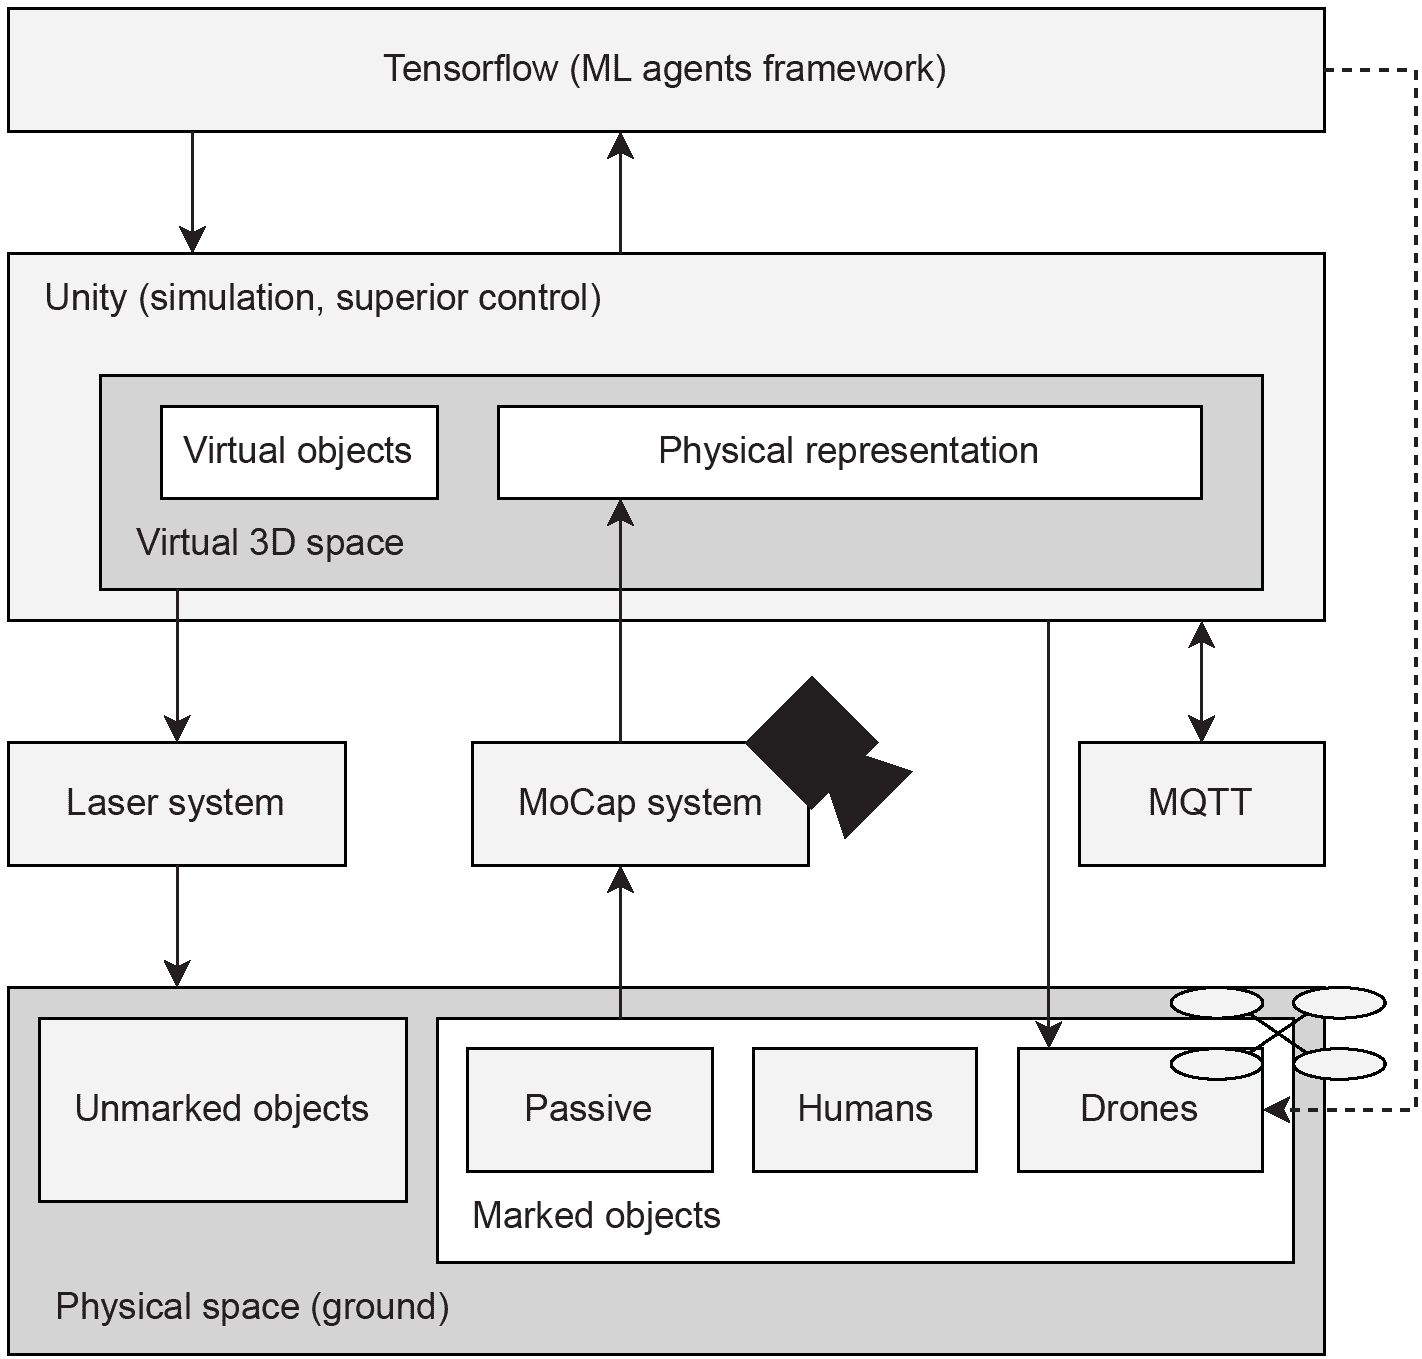 Tensorflow (ML agents framework)
Unity (simulation, superior control)
Virtual objects
Physical representation
Virtual 3D space
Laser system
MoCap system
MQTT
Unmarked objects
Passive
Humans
Drones
Marked objects
Physical space (ground)